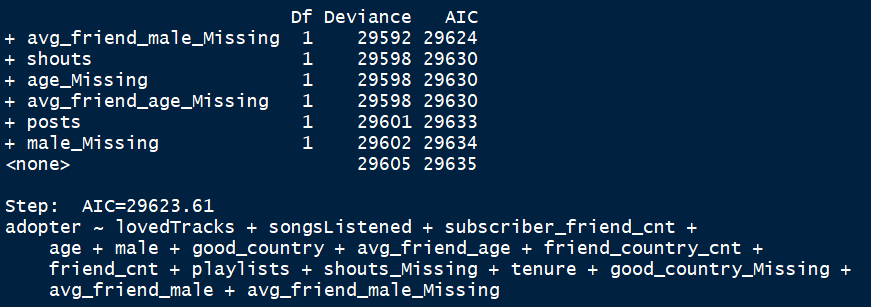 Df Deviance AIC
+ avg_friend_male_Missing 1 29592 29624
+ shouts 1 29598 29630
+ age_Missing 1 29598 29630
+ avg_friend_age_Missing 1 29598 29630
+ posts 1 29601 29633
+ male_Missing 1 29602 29634
<none> 29605 29635
Step: AIC=29623.61
adopter ~ lovedTracks + songsListened + subscriber_friend_cnt +
age + male + good_country + avg_friend_age + friend_country_cnt +
friend_cnt + playlists + shouts_Missing + tenure + good_country_Missing +
avg_friend_male + avg_friend_male_Missing